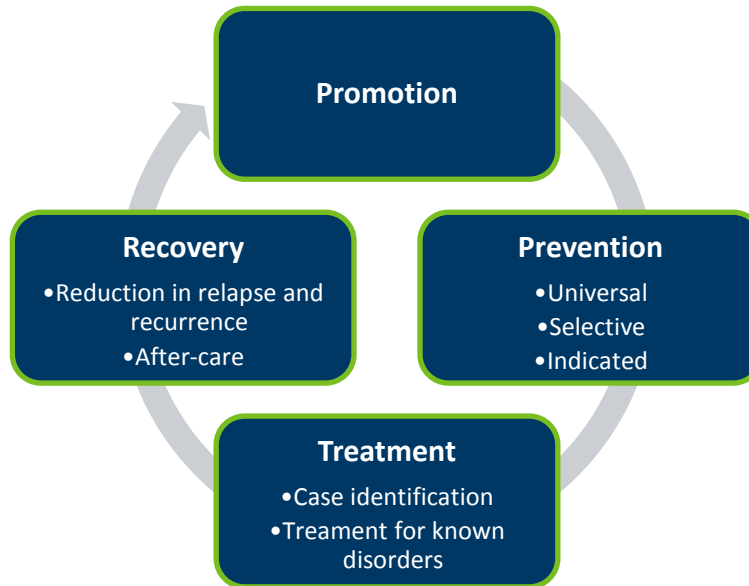 Promotion
Prevention
•Universal
•Selective
•Indicated
Treatment
•Case identification
•Treament for known
disorders
Recovery
•Reduction in relapse and
recurrence
•After-care